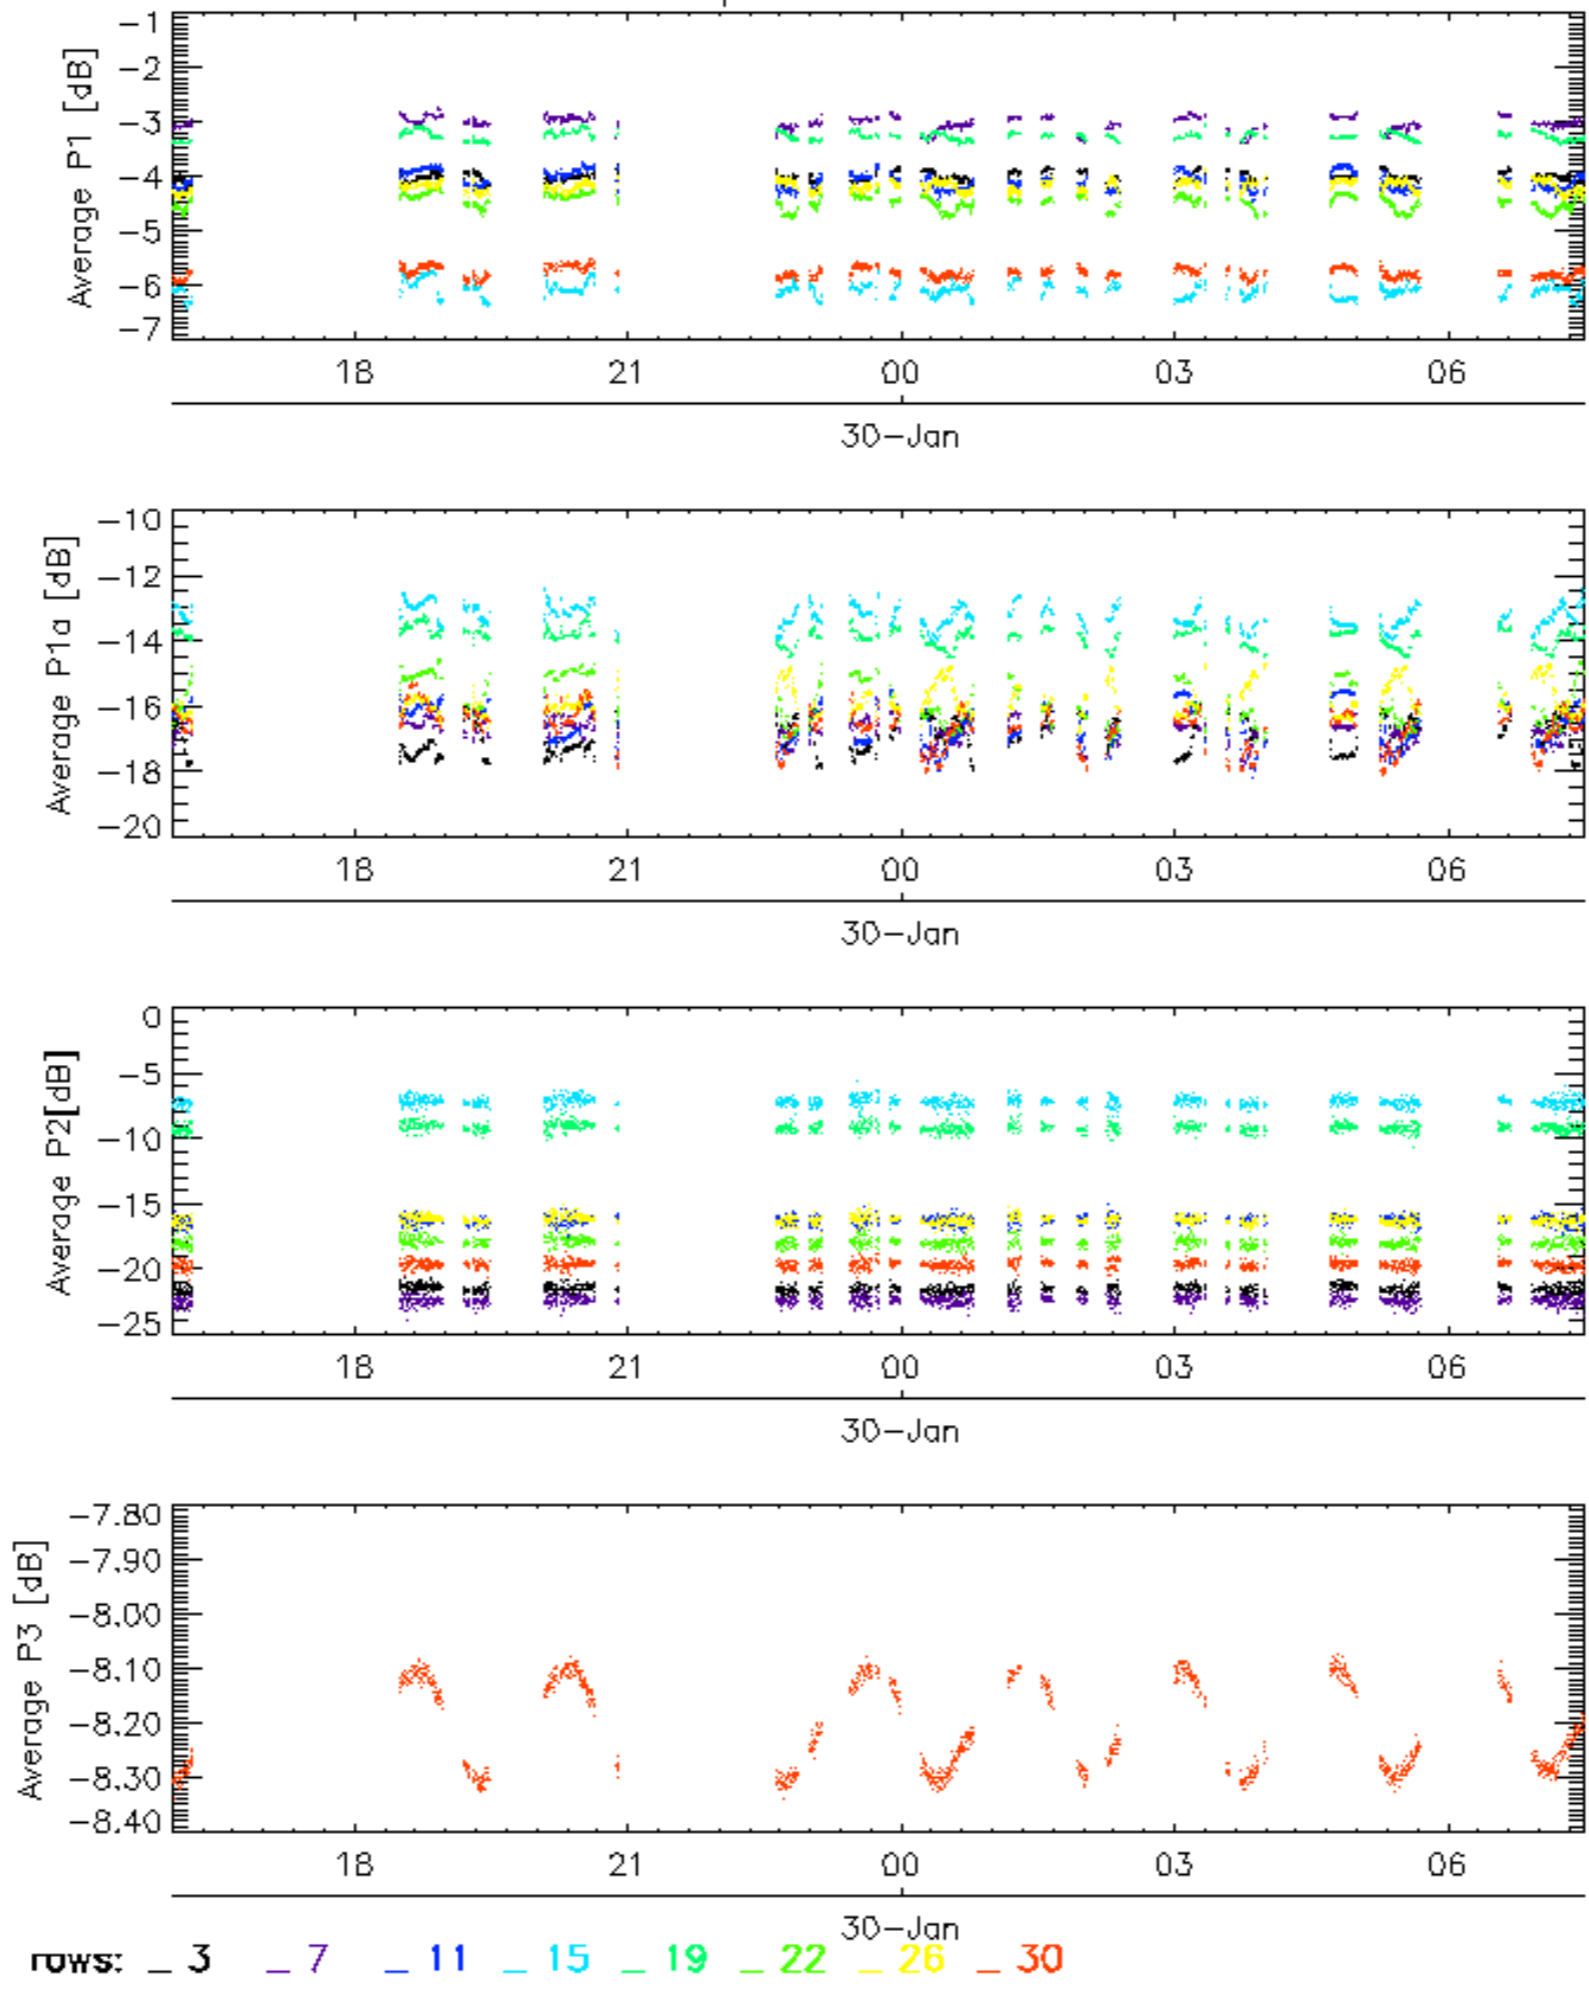 Average P1 [dB]
-1
-2
-3
-4
-5
-6
-7
18 21 00 03 06
30-Jan
Average P1a [dB]
-10
-12
-14
-16
-18
-20
18 21 00 03 06
30-Jan
Average P2[dB]
0
-5
-10
-15
-20
-25
18 21 00 03 06
30-Jan
Average P3 [dB]
-7.80
-7.90
-8.00
-8.10
-8.20
-8.30
-8.40
18 21 00 03 06
30-Jan
rows: _ 3 _ 7 _ 11 _ 15 _ 19 _ 22 _ 26 _ 30